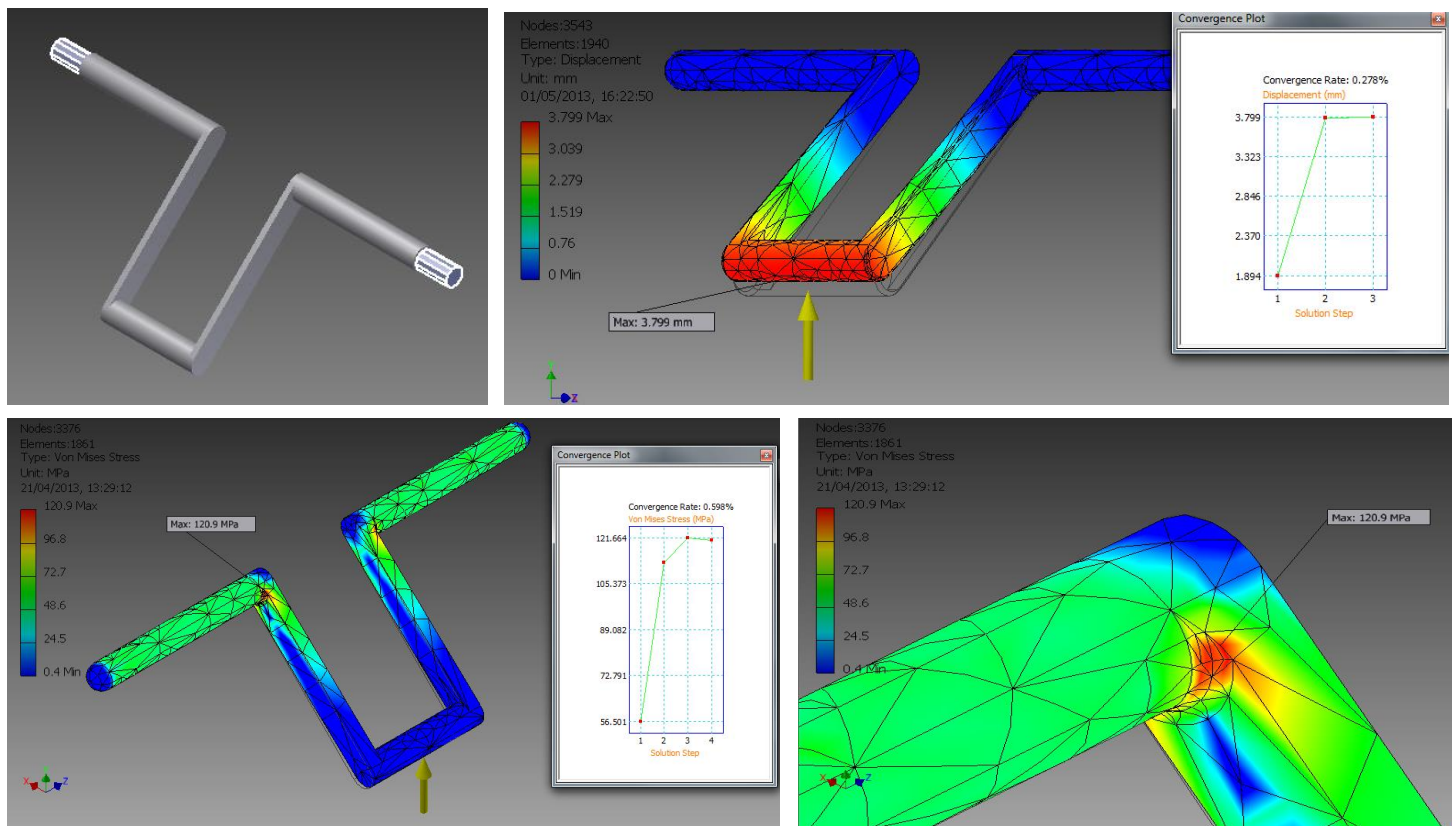 Nodes:3543
Elements:1940
Type: Displacement
Unit: mm
01/05/2013, 16:22:50
3.799 Max
3.039
2.279
1.519
0.76
0 Min
Max: 3.799 mm
Z
Convergence Plot
Convergence Rate: 0.278%
Displacement (mm)
3.799
3.323
2.846
2.370
1.894
1 2 3
Solution Step
Nodes:3376
Elements:1861
Type: Von Mises Stress
Unit: MPa
21/04/2013, 13:29:12
120.9 Max
96.8
72.7
48.6
24.5
0.4 Min
Max: 120.9 MPa
X Z
Convergence Plot
Convergence Rate: 0.598%
Von Mises Stress (MPa)
121.664
105.373
89.082
72.791
56.501
1 2 3 4
Solution Step
Nodes:3376
Elements:1861
Type: Von Mises Stress
Unit: MPa
21/04/2013, 13:29:12
120.9 Max
96.8
72.7
48.6
24.5
0.4 Min
Max: 120.9 MPa
X Z